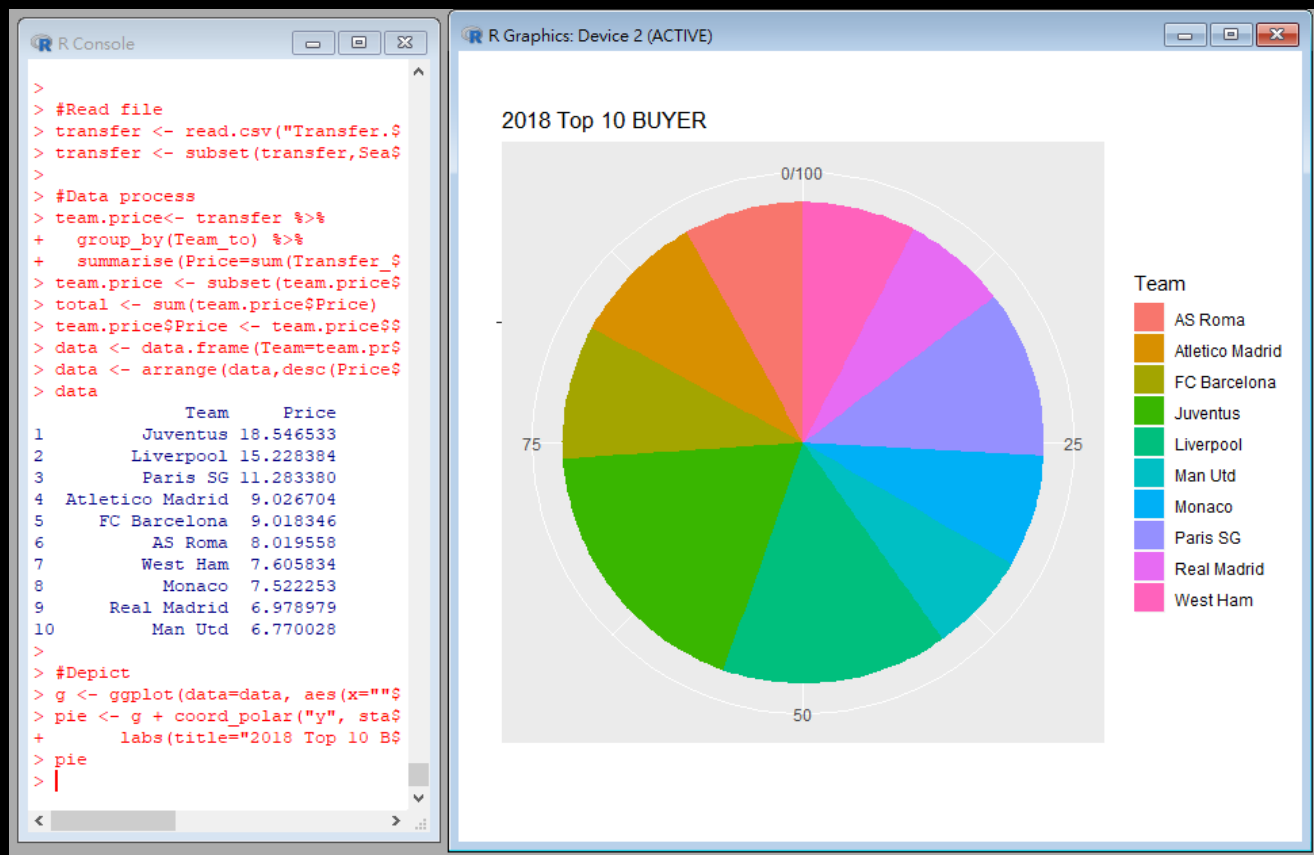 R Console
>
> #Read file
> transfer <- read.csv("Transfer.$
> transfer <- subset(transfer,Sea$
>
> #Data process
> team.price<- transfer %>%
+   group_by(Team_to) %>%
+   summarise(Price=sum(Transfer_$
> team.price <- subset(team.price$
> total <- sum(team.price$Price)
> team.price$Price <- team.price$$
> data <- data.frame(Team=team.pr$
> data <- arrange(data,desc(Price$
> data
              Team     Price
1         Juventus 18.546533
2        Liverpool 15.228384
3         Paris SG 11.283380
4  Atletico Madrid  9.026704
5     FC Barcelona  9.018346
6          AS Roma  8.019558
7         West Ham  7.605834
8           Monaco  7.522253
9      Real Madrid  6.978979
10         Man Utd  6.770028
>
> #Depict
> g <- ggplot(data=data, aes(x=""$
> pie <- g + coord_polar("y", sta$
+       labs(title="2018 Top 10 B$
> pie
>
R Graphics: Device 2 (ACTIVE)
2018 Top 10 BUYER
0/100
75
25
50
Team
AS Roma
Atletico Madrid
FC Barcelona
Juventus
Liverpool
Man Utd
Monaco
Paris SG
Real Madrid
West Ham